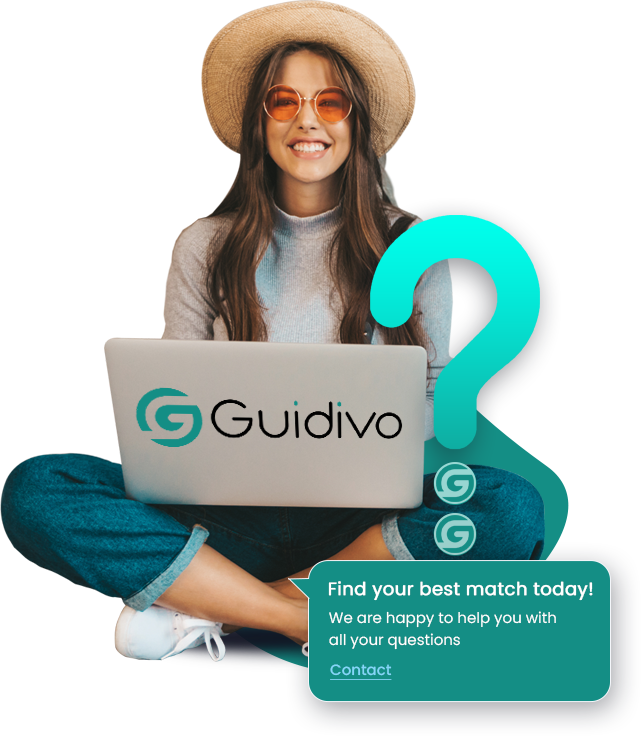 Guidivo
?
Find your best match today!
We are happy to help you with
all your questions
Contact